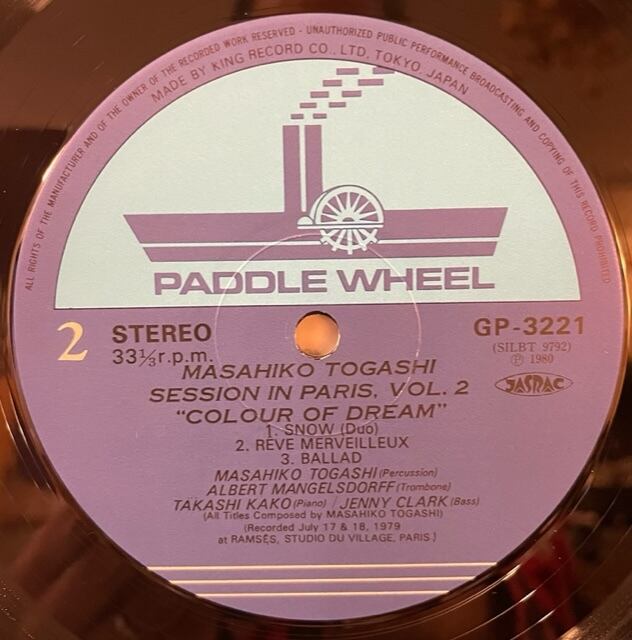 ALL RIGHTS OF THE MANUFACTURER AND OF THE OWNER OF THE RECORDED WORK RESERVED - UNAUTHORIZED PUBLIC PERFORMANCE BROADCASTING AND COPYING OF THIS RECORD PROHIBITED
MADE BY KING RECORD CO., LTD, TOKYO, JAPAN
PADDLE WHEEL
2 STEREO
33⅓ r.p.m.
GP-3221
(SILBT 9792)
Ⓟ 1980
JASRAC
MASAHIKO TOGASHI
SESSION IN PARIS, VOL. 2
"COLOUR OF DREAM"
1. SNOW (Duo)
2. REVE MERVEILLEUX
3. BALLAD
MASAHIKO TOGASHI (Percussion)
ALBERT MANGELSDORFF (Trombone)
TAKASHI KAKO (Piano) / JENNY CLARK (Bass)
(All Titles Composed by MASAHIKO TOGASHI)
(Recorded July 17 & 18, 1979
at RAMSÉS, STUDIO DU VILLAGE, PARIS)